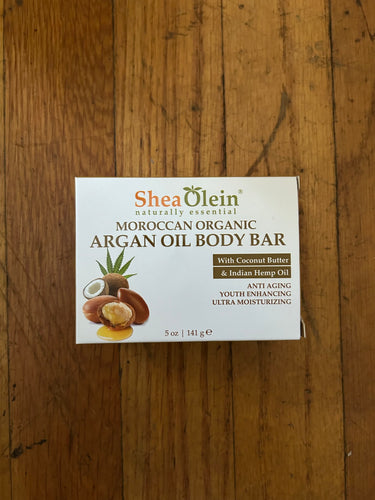 SheaOlein®
naturally essential
MOROCCAN ORGANIC
ARGAN OIL BODY BAR
With Coconut Butter
& Indian Hemp Oil
ANTI AGING
YOUTH ENHANCING
ULTRA MOISTURIZING
5 oz | 141 g ℮